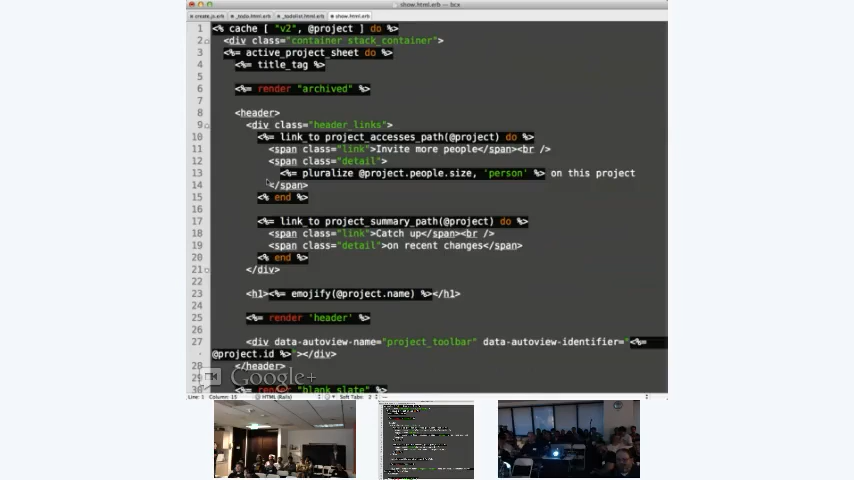 show.html.erb — bcx
create_js.erb _todo.html.erb _todolist.html.erb show.html.erb
1 <% cache [ "v2", @project ] do %>
2 <div class="container stack_container">
3 <%= active_project_sheet do %>
4 <%= title_tag %>
5
6 <%= render "archived" %>
7
8 <header>
9 <div class="header_links">
10 <%= link_to project_accesses_path(@project) do %>
11 <span class="link">Invite more people</span><br />
12 <span class="detail">
13 <%= pluralize @project.people.size, 'person' %> on this project
14 </span>
15 <% end %>
16
17 <%= link_to project_summary_path(@project) do %>
18 <span class="link">Catch up</span><br />
19 <span class="detail">on recent changes</span>
20 <% end %>
21 </div>
22
23 <h1><%= emojify(@project.name) %></h1>
24
25 <%= render 'header' %>
26
27 <div data-autoview-name="project_toolbar" data-autoview-identifier="<%=
@project.id %>"></div>
28 </header>
29 Google+
30 <%= render "blank_slate" %>
Line: 1 Column: 15 HTML (Rails) Soft Tabs: 2